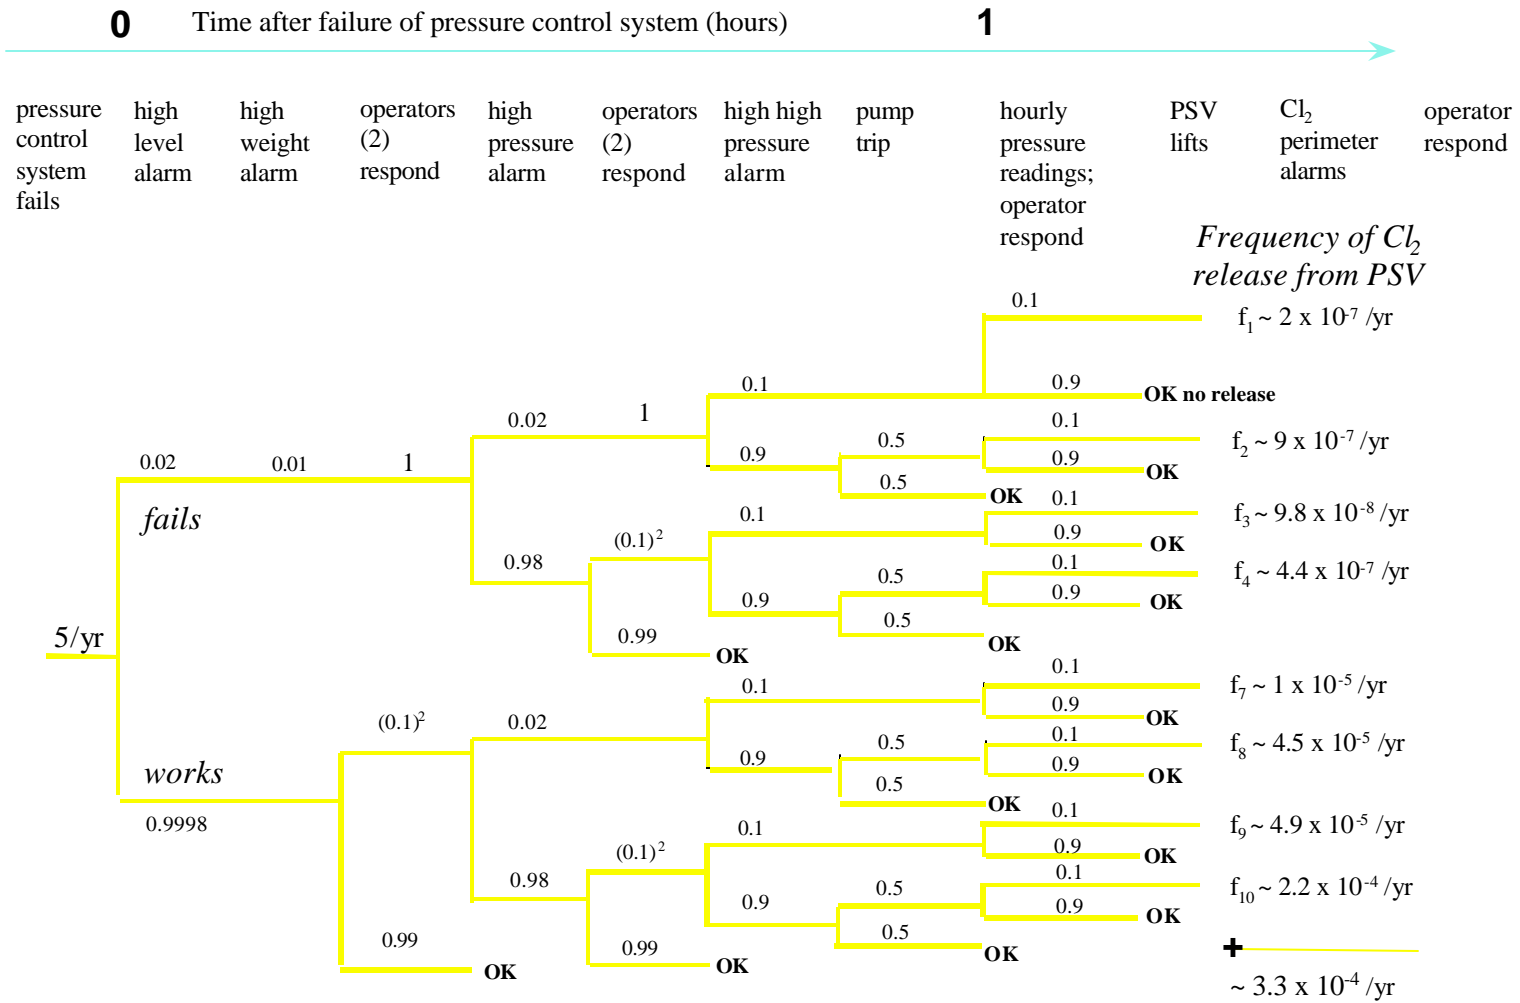 0 Time after failure of pressure control system (hours) 1
pressure control system fails
high level alarm
high weight alarm
operators (2) respond
high pressure alarm
operators (2) respond
high high pressure alarm
pump trip
hourly pressure readings; operator respond
PSV lifts
Cl₂ perimeter alarms
operator respond
Frequency of Cl₂
release from PSV
0.1
f₁ ~ 2 x 10⁻⁷ /yr
0.1
0.9
OK no release
0.02
1
0.1
0.5
f₂ ~ 9 x 10⁻⁷ /yr
0.02
0.01
1
0.9
0.9
OK
0.5
OK
0.1
fails
0.1
f₃ ~ 9.8 x 10⁻⁸ /yr
(0.1)²
0.9
OK
0.98
0.1
f₄ ~ 4.4 x 10⁻⁷ /yr
0.5
0.9
0.9
OK
0.5
5/yr
0.99
OK
OK
0.1
0.1
f₇ ~ 1 x 10⁻⁵ /yr
0.9
OK
(0.1)²
0.02
0.1
0.5
f₈ ~ 4.5 x 10⁻⁵ /yr
0.9
0.9
works
OK
0.5
OK
0.9998
0.1
0.1
f₉ ~ 4.9 x 10⁻⁵ /yr
(0.1)²
0.9
OK
0.98
0.1
0.5
f₁₀ ~ 2.2 x 10⁻⁴ /yr
0.9
0.9
OK
0.5
0.99
0.99
OK
OK
OK
+
~ 3.3 x 10⁻⁴ /yr